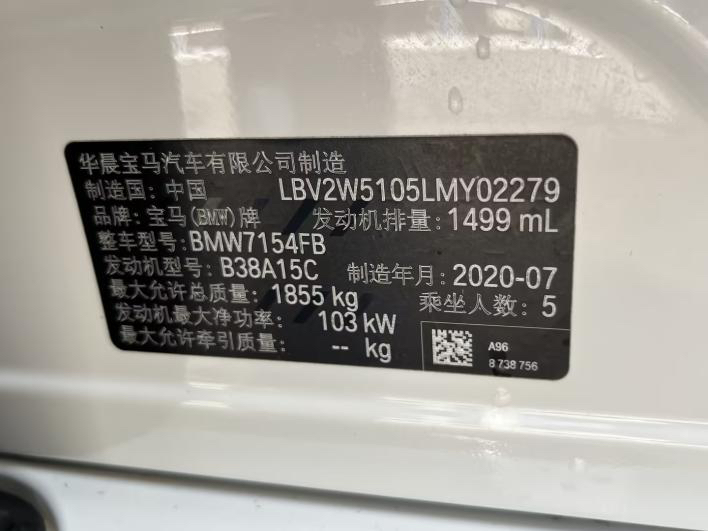 华晨宝马汽车有限公司制造
制造国: 中国 LBV2W5105LMY02279
品牌: 宝马(BMW)牌 发动机排量: 1499 mL
整车型号: BMW7154FB
发动机型号: B38A15C 制造年月: 2020-07
最大允许总质量: 1855 kg 乘坐人数: 5
发动机最大净功率: 103 kW
最大允许牵引质量: -- kg
A96
8 738 756